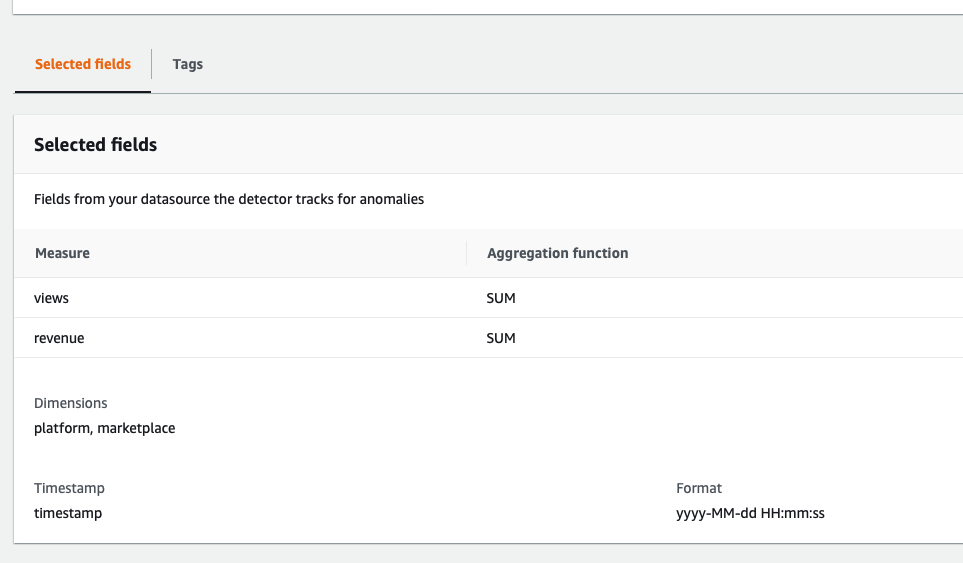 Selected fields Tags
Selected fields
Fields from your datasource the detector tracks for anomalies
Measure Aggregation function
views SUM
revenue SUM
Dimensions
platform, marketplace
Timestamp Format
timestamp yyyy-MM-dd HH:mm:ss